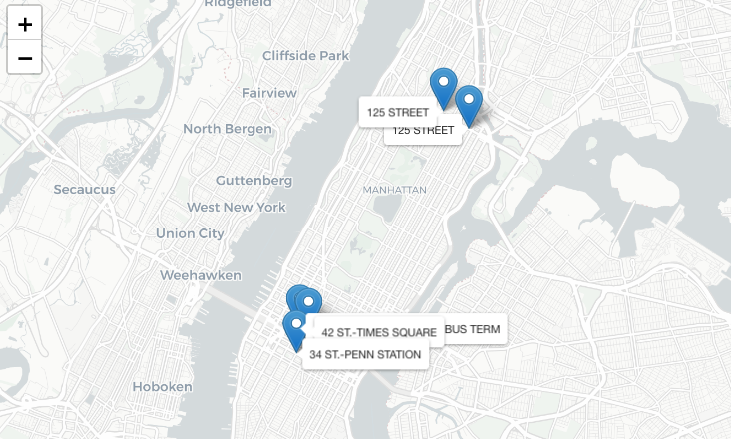 Ridgefield
+
−
Cliffside Park
Fairview
125 STREET
125 STREET
North Bergen
Guttenberg
Secaucus
MANHATTAN
West New York
Union City
Weehawken
42 ST.-TIMES SQUARE
BUS TERM
34 ST.-PENN STATION
Hoboken